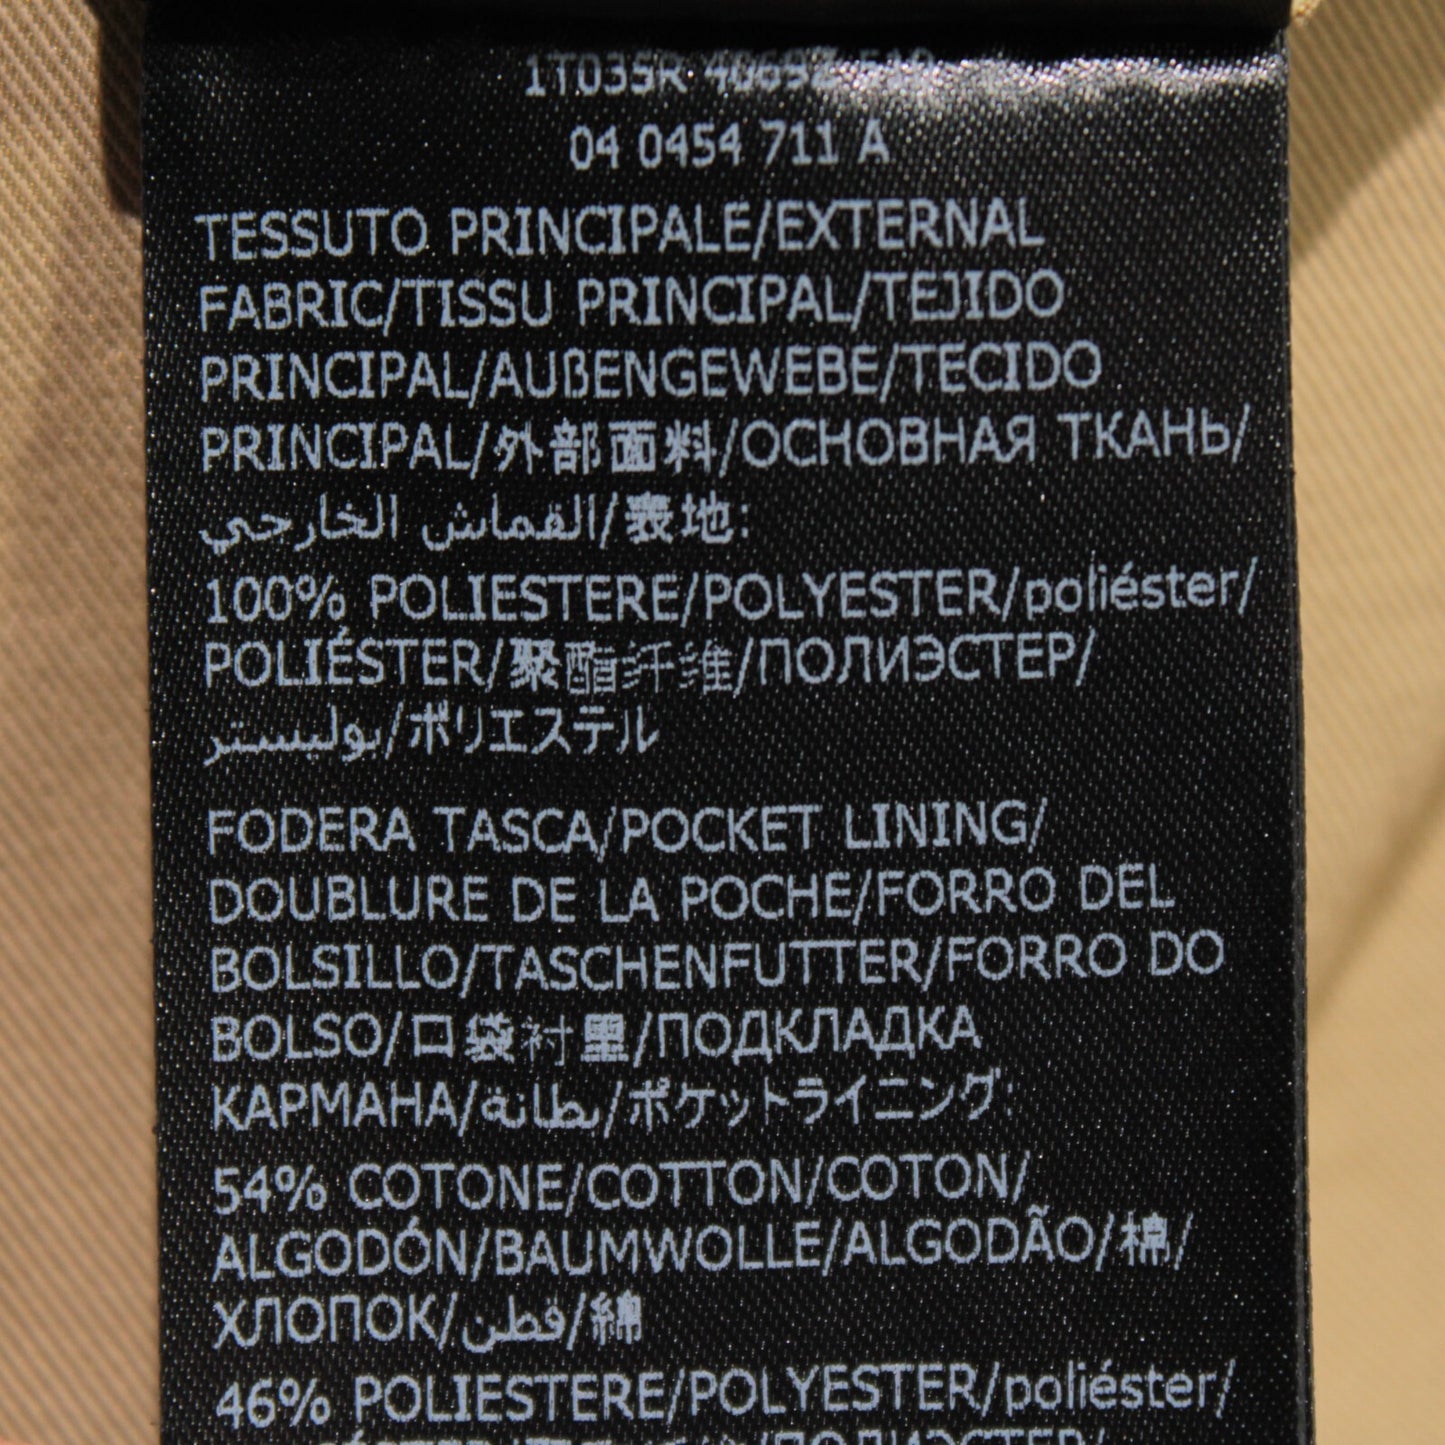 1T03SR
04 0454 711 A
TESSUTO PRINCIPALE/EXTERNAL
FABRIC/TISSU PRINCIPAL/TEJIDO
PRINCIPAL/AUßENGEWEBE/TECIDO
PRINCIPAL/外部面料/ОСНОВНАЯ ТКАНЬ/
القماش الخارجي/表地:
100% POLIESTERE/POLYESTER/poliéster/
POLIÉSTER/聚酯纤维/ПОЛИЭСТЕР/
بوليستر/ポリエステル
FODERA TASCA/POCKET LINING/
DOUBLURE DE LA POCHE/FORRO DEL
BOLSILLO/TASCHENFUTTER/FORRO DO
BOLSO/口袋衬里/ПОДКЛАДКА
КАРМАНА/بطانة/ポケットライニング:
54% COTONE/COTTON/COTON/
ALGODÓN/BAUMWOLLE/ALGODÃO/棉/
ХЛОПОК/قطن/綿
46% POLIESTERE/POLYESTER/poliéster/